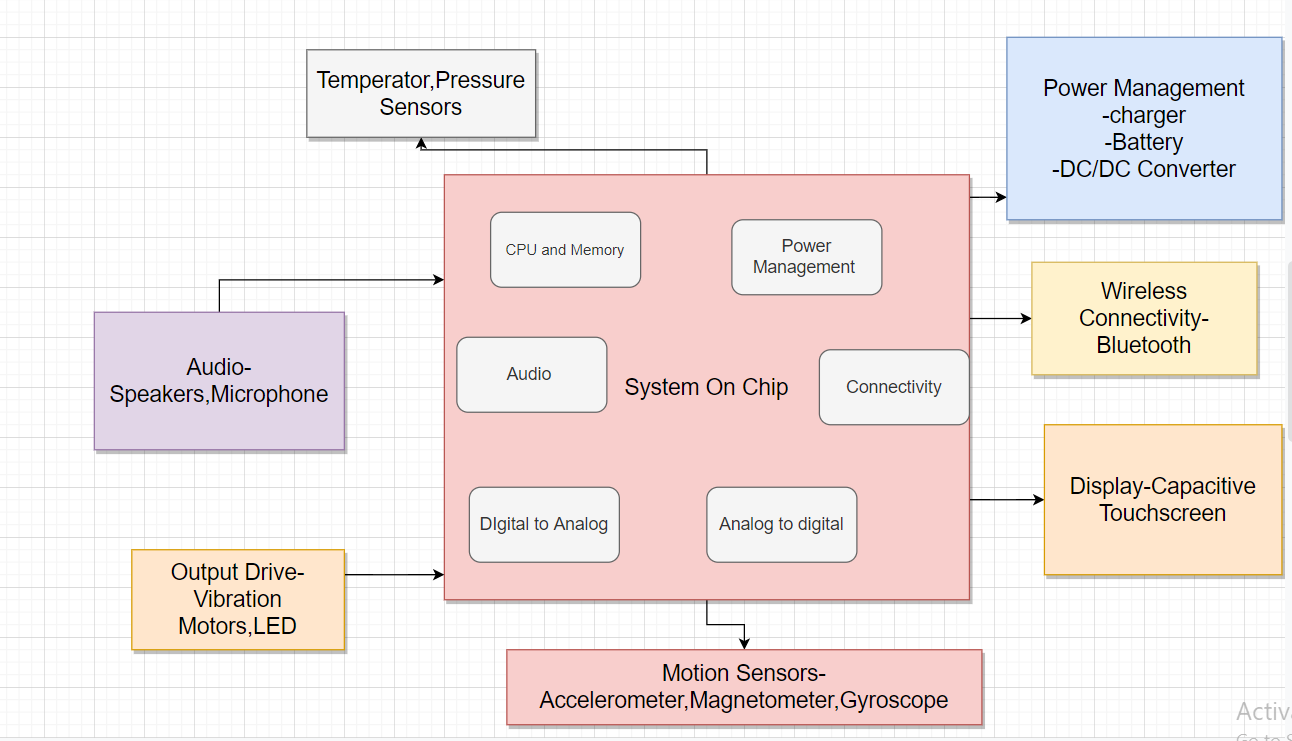 Temperator,Pressure
Sensors
Power Management
-charger
-Battery
-DC/DC Converter
CPU and Memory
Power
Management
Wireless
Connectivity-
Bluetooth
Audio-
Speakers,Microphone
Audio
System On Chip
Connectivity
Display-Capacitive
Touchscreen
DIgital to Analog
Analog to digital
Output Drive-
Vibration
Motors,LED
Motion Sensors-
Accelerometer,Magnetometer,Gyroscope